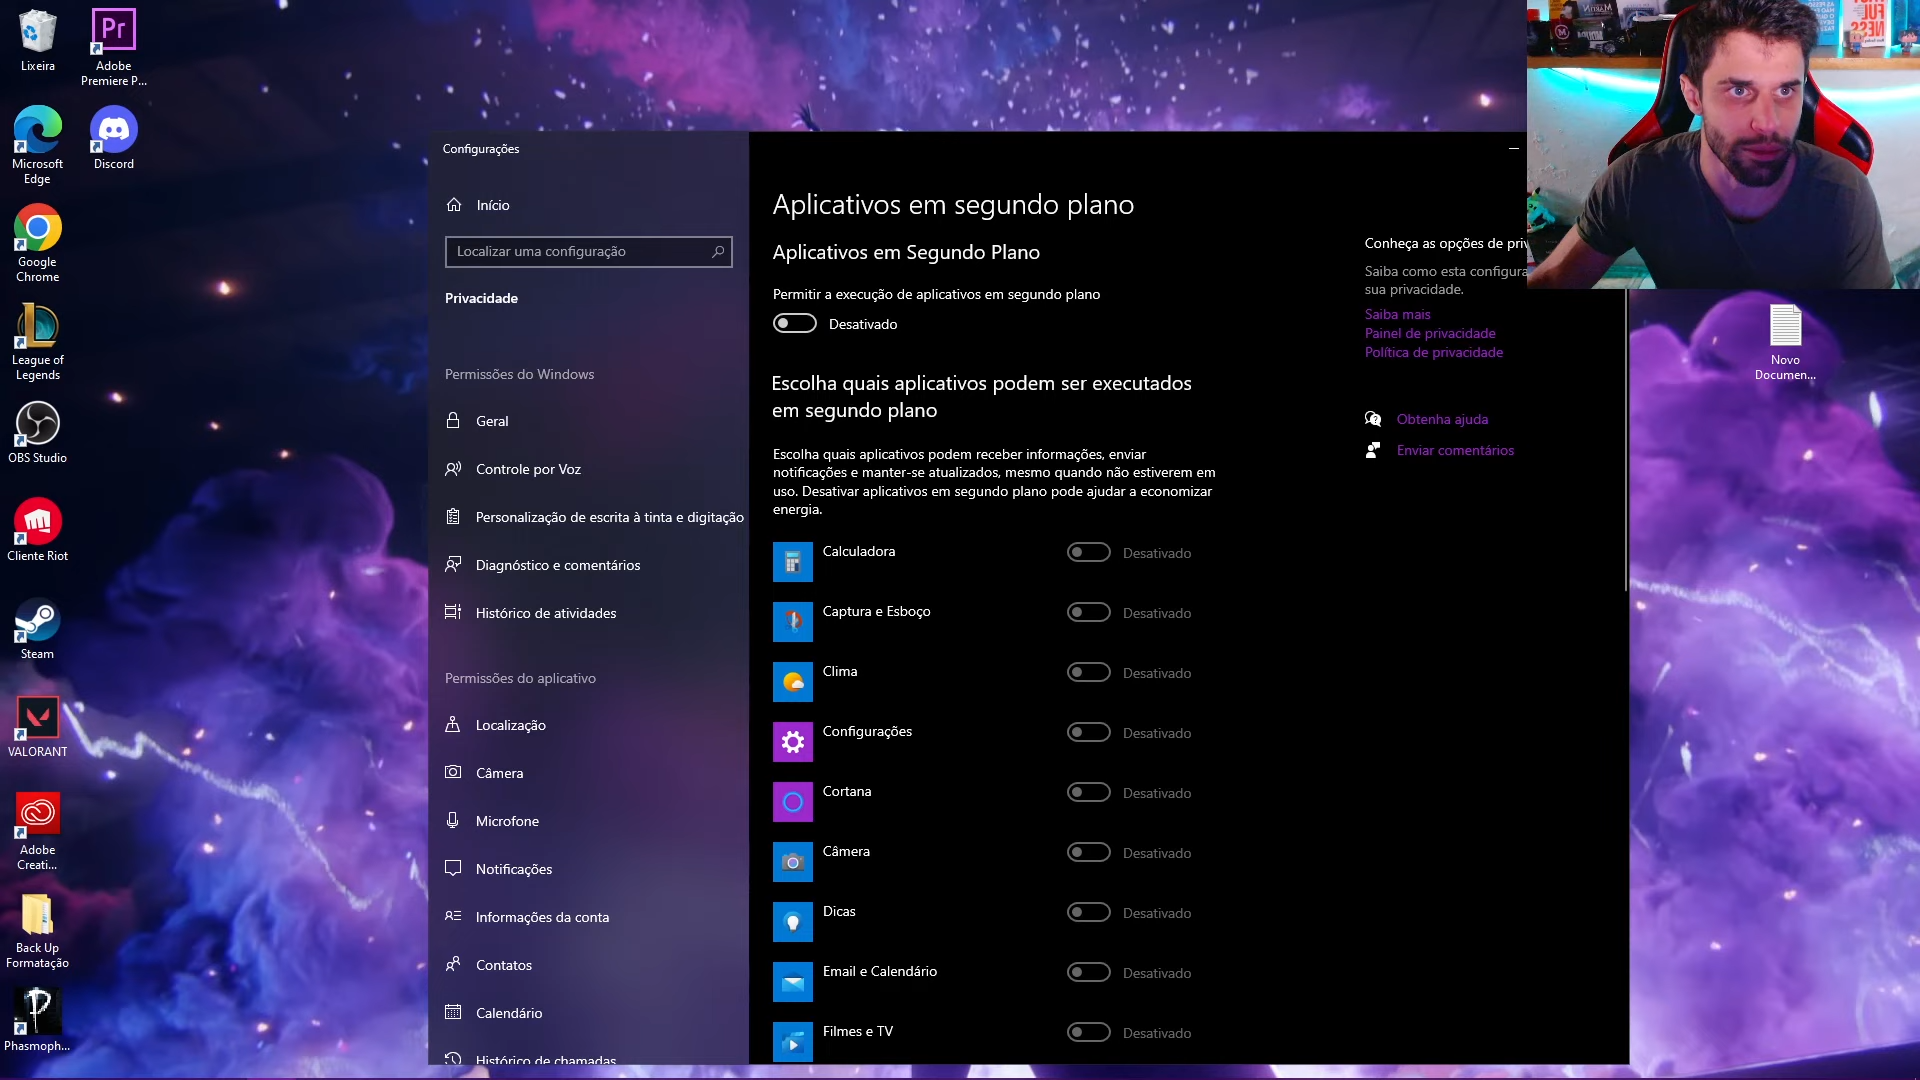 Lixeira
Adobe
Premiere P...
Microsoft
Edge
Discord
Google
Chrome
League of
Legends
OBS Studio
Cliente Riot
Steam
VALORANT
Adobe
Creati...
Back Up
Formatação
Phasmoph...
Configurações
Início
Localizar uma configuração
Privacidade
Permissões do Windows
Geral
Controle por Voz
Personalização de escrita à tinta e digitação
Diagnóstico e comentários
Histórico de atividades
Permissões do aplicativo
Localização
Câmera
Microfone
Notificações
Informações da conta
Contatos
Calendário
Histórico de chamadas
Aplicativos em segundo plano
Aplicativos em Segundo Plano
Permitir a execução de aplicativos em segundo plano
Desativado
Escolha quais aplicativos podem ser executados
em segundo plano
Escolha quais aplicativos podem receber informações, enviar
notificações e manter-se atualizados, mesmo quando não estiverem em
uso. Desativar aplicativos em segundo plano pode ajudar a economizar
energia.
Calculadora Desativado
Captura e Esboço Desativado
Clima Desativado
Configurações Desativado
Cortana Desativado
Câmera Desativado
Dicas Desativado
Email e Calendário Desativado
Filmes e TV Desativado
Conheça as opções de priv
Saiba como esta configura
sua privacidade.
Saiba mais
Painel de privacidade
Política de privacidade
Obtenha ajuda
Enviar comentários
Novo
Documen...
Pr